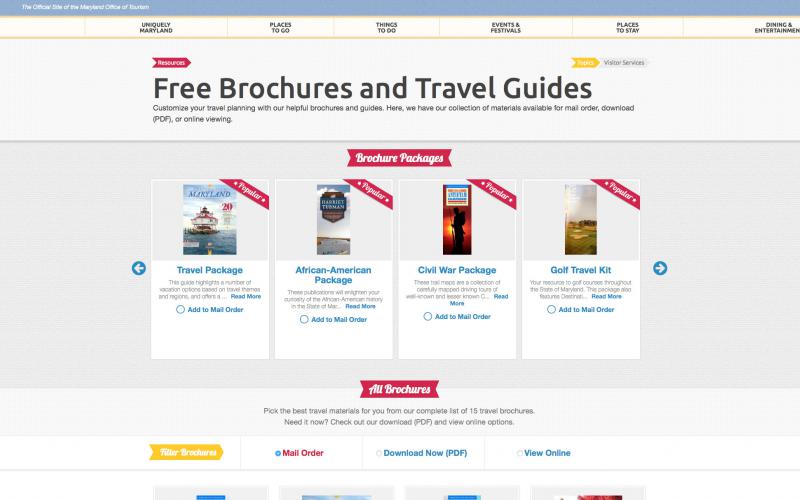 The Official Site of the Maryland Office of Tourism
UNIQUELY
MARYLAND
PLACES
TO GO
THINGS
TO DO
EVENTS &
FESTIVALS
PLACES
TO STAY
DINING &
ENTERTAINMEN
Resources
Topics
Visitor Services
Free Brochures and Travel Guides
Customize your travel planning with our helpful brochures and guides. Here, we have our collection of materials available for mail order, download
(PDF), or online viewing.
Brochure Packages
Popular
MARYLAND
20
Travel Package
This guide highlights a number of
vacation options based on travel themes
and regions, and offers a ... Read More
Add to Mail Order
Popular
HARRIET
TUBMAN
African-American
Package
These publications will enlighten your
curiosity of the African-American history
in the State of Mar... Read More
Add to Mail Order
Popular
Civil War Package
These trail maps are a collection of
carefully mapped driving tours of
well-known and lesser known C... Read
More
Add to Mail Order
Popular
Golf Travel Kit
Your resource to golf courses throughout
the State of Maryland. This package also
features Destinati... Read More
Add to Mail Order
All Brochures
Pick the best travel materials for you from our complete list of 15 travel brochures.
Need it now? Check out our download (PDF) and view online options.
Filter Brochures
Mail Order
Download Now (PDF)
View Online